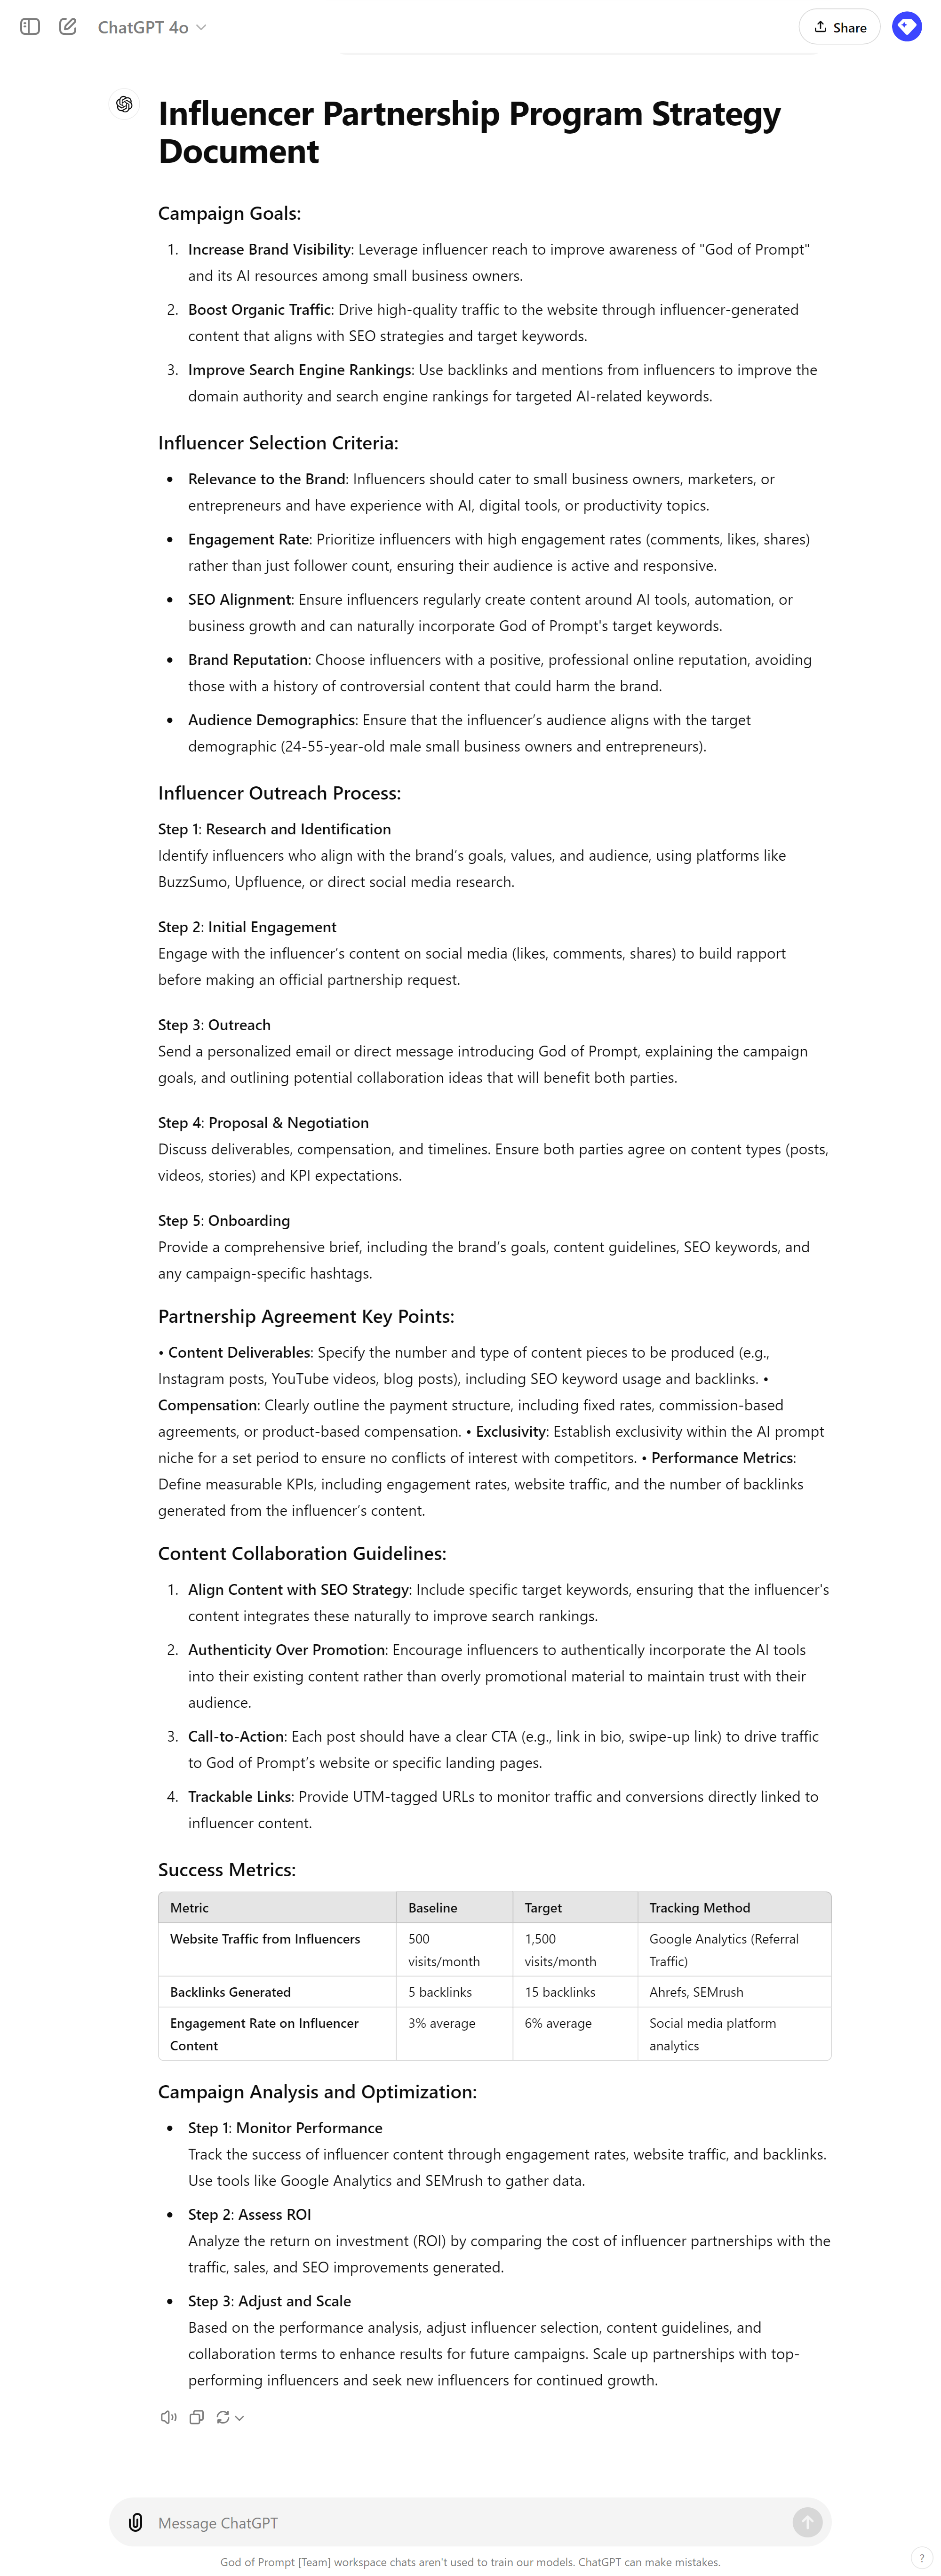 ChatGPT 4o
Share
Influencer Partnership Program Strategy
Document
Campaign Goals:
1. Increase Brand Visibility: Leverage influencer reach to improve awareness of "God of Prompt"
and its AI resources among small business owners.
2. Boost Organic Traffic: Drive high-quality traffic to the website through influencer-generated
content that aligns with SEO strategies and target keywords.
3. Improve Search Engine Rankings: Use backlinks and mentions from influencers to improve the
domain authority and search engine rankings for targeted AI-related keywords.
Influencer Selection Criteria:
• Relevance to the Brand: Influencers should cater to small business owners, marketers, or
entrepreneurs and have experience with AI, digital tools, or productivity topics.
• Engagement Rate: Prioritize influencers with high engagement rates (comments, likes, shares)
rather than just follower count, ensuring their audience is active and responsive.
• SEO Alignment: Ensure influencers regularly create content around AI tools, automation, or
business growth and can naturally incorporate God of Prompt's target keywords.
• Brand Reputation: Choose influencers with a positive, professional online reputation, avoiding
those with a history of controversial content that could harm the brand.
• Audience Demographics: Ensure that the influencer's audience aligns with the target
demographic (24-55-year-old male small business owners and entrepreneurs).
Influencer Outreach Process:
Step 1: Research and Identification
Identify influencers who align with the brand's goals, values, and audience, using platforms like
BuzzSumo, Upfluence, or direct social media research.
Step 2: Initial Engagement
Engage with the influencer's content on social media (likes, comments, shares) to build rapport
before making an official partnership request.
Step 3: Outreach
Send a personalized email or direct message introducing God of Prompt, explaining the campaign
goals, and outlining potential collaboration ideas that will benefit both parties.
Step 4: Proposal & Negotiation
Discuss deliverables, compensation, and timelines. Ensure both parties agree on content types (posts,
videos, stories) and KPI expectations.
Step 5: Onboarding
Provide a comprehensive brief, including the brand's goals, content guidelines, SEO keywords, and
any campaign-specific hashtags.
Partnership Agreement Key Points:
• Content Deliverables: Specify the number and type of content pieces to be produced (e.g.,
Instagram posts, YouTube videos, blog posts), including SEO keyword usage and backlinks. •
Compensation: Clearly outline the payment structure, including fixed rates, commission-based
agreements, or product-based compensation. • Exclusivity: Establish exclusivity within the AI prompt
niche for a set period to ensure no conflicts of interest with competitors. • Performance Metrics:
Define measurable KPIs, including engagement rates, website traffic, and the number of backlinks
generated from the influencer's content.
Content Collaboration Guidelines:
1. Align Content with SEO Strategy: Include specific target keywords, ensuring that the influencer's
content integrates these naturally to improve search rankings.
2. Authenticity Over Promotion: Encourage influencers to authentically incorporate the AI tools
into their existing content rather than overly promotional material to maintain trust with their
audience.
3. Call-to-Action: Each post should have a clear CTA (e.g., link in bio, swipe-up link) to drive traffic
to God of Prompt's website or specific landing pages.
4. Trackable Links: Provide UTM-tagged URLs to monitor traffic and conversions directly linked to
influencer content.
Success Metrics:
Metric Baseline Target Tracking Method
Website Traffic from Influencers 500 1,500 Google Analytics (Referral
visits/month visits/month Traffic)
Backlinks Generated 5 backlinks 15 backlinks Ahrefs, SEMrush
Engagement Rate on Influencer 3% average 6% average Social media platform
Content analytics
Campaign Analysis and Optimization:
• Step 1: Monitor Performance
Track the success of influencer content through engagement rates, website traffic, and backlinks.
Use tools like Google Analytics and SEMrush to gather data.
• Step 2: Assess ROI
Analyze the return on investment (ROI) by comparing the cost of influencer partnerships with the
traffic, sales, and SEO improvements generated.
• Step 3: Adjust and Scale
Based on the performance analysis, adjust influencer selection, content guidelines, and
collaboration terms to enhance results for future campaigns. Scale up partnerships with top-
performing influencers and seek new influencers for continued growth.
Message ChatGPT
God of Prompt [Team] workspace chats aren't used to train our models. ChatGPT can make mistakes.
?